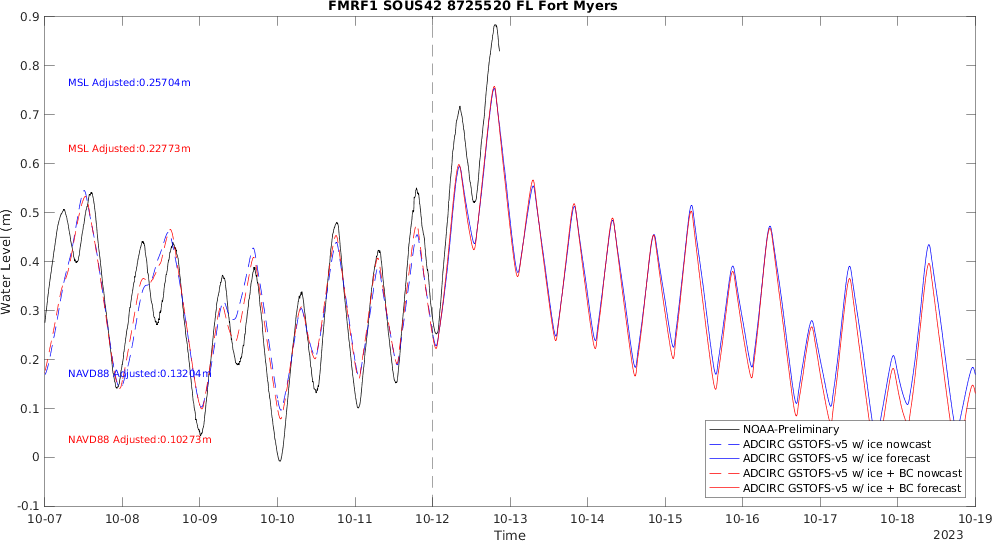 FMRF1 SOUS42 8725520 FL Fort Myers
0.9
0.8
0.7
0.6
0.5
0.4
0.3
0.2
0.1
0
-0.1
Water Level (m)
MSL Adjusted:0.25704m
MSL Adjusted:0.22773m
NAVD88 Adjusted:0.13204m
NAVD88 Adjusted:0.10273m
NOAA-Preliminary
ADCIRC GSTOFS-v5 w/ ice nowcast
ADCIRC GSTOFS-v5 w/ ice forecast
ADCIRC GSTOFS-v5 w/ ice + BC nowcast
ADCIRC GSTOFS-v5 w/ ice + BC forecast
10-07 10-08 10-09 10-10 10-11 10-12 10-13 10-14 10-15 10-16 10-17 10-18 10-19
Time
2023